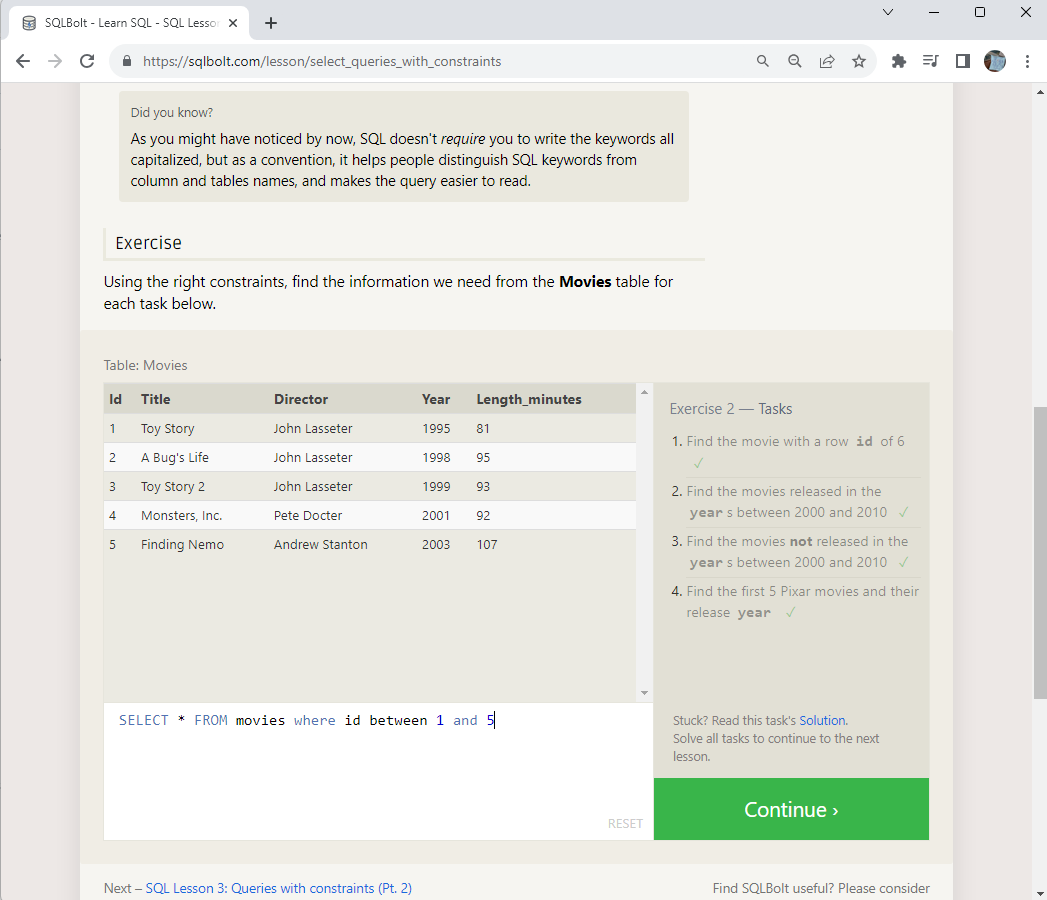 SQLBolt - Learn SQL - SQL Lesson
https://sqlbolt.com/lesson/select_queries_with_constraints
Did you know?
As you might have noticed by now, SQL doesn't require you to write the keywords all
capitalized, but as a convention, it helps people distinguish SQL keywords from
column and tables names, and makes the query easier to read.
Exercise
Using the right constraints, find the information we need from the Movies table for
each task below.
Table: Movies
Id Title Director Year Length_minutes
1 Toy Story John Lasseter 1995 81
2 A Bug's Life John Lasseter 1998 95
3 Toy Story 2 John Lasseter 1999 93
4 Monsters, Inc. Pete Docter 2001 92
5 Finding Nemo Andrew Stanton 2003 107
SELECT * FROM movies where id between 1 and 5
RESET
Exercise 2 — Tasks
1. Find the movie with a row id of 6
✓
2. Find the movies released in the
year s between 2000 and 2010 ✓
3. Find the movies not released in the
year s between 2000 and 2010 ✓
4. Find the first 5 Pixar movies and their
release year ✓
Stuck? Read this task's Solution.
Solve all tasks to continue to the next
lesson.
Continue ›
Next – SQL Lesson 3: Queries with constraints (Pt. 2)
Find SQLBolt useful? Please consider